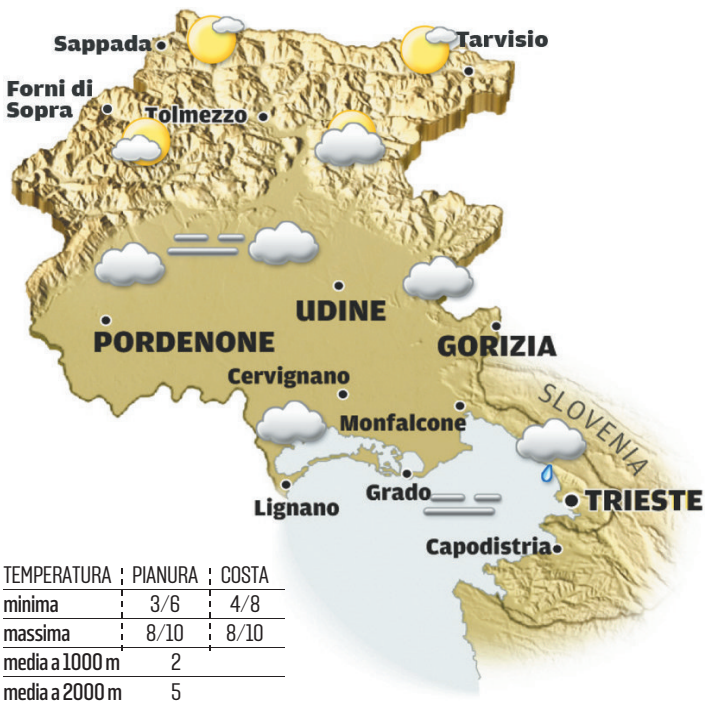 Sappada
Tarvisio
Forni di
Sopra
Tolmezzo
UDINE
PORDENONE
GORIZIA
Cervignano
SLOVENIA
Monfalcone
Grado
Lignano
TRIESTE
Capodistria
TEMPERATURA PIANURA COSTA
minima 3/6 4/8
massima 8/10 8/10
media a 1000 m 2
media a 2000 m 5